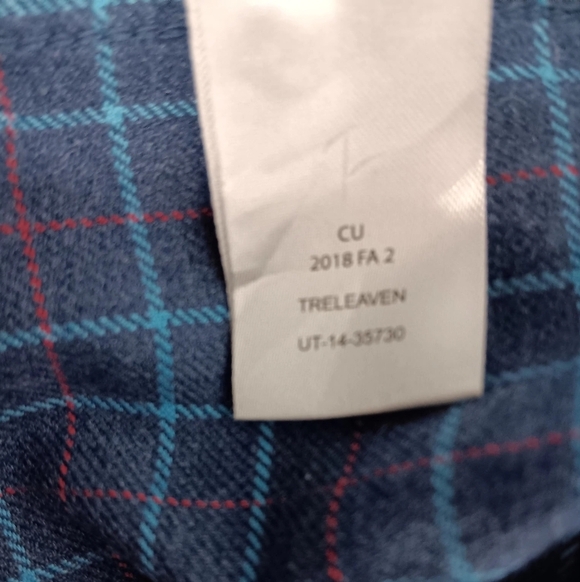 CU
2018 FA 2
TRELEAVEN
UT-14-35730